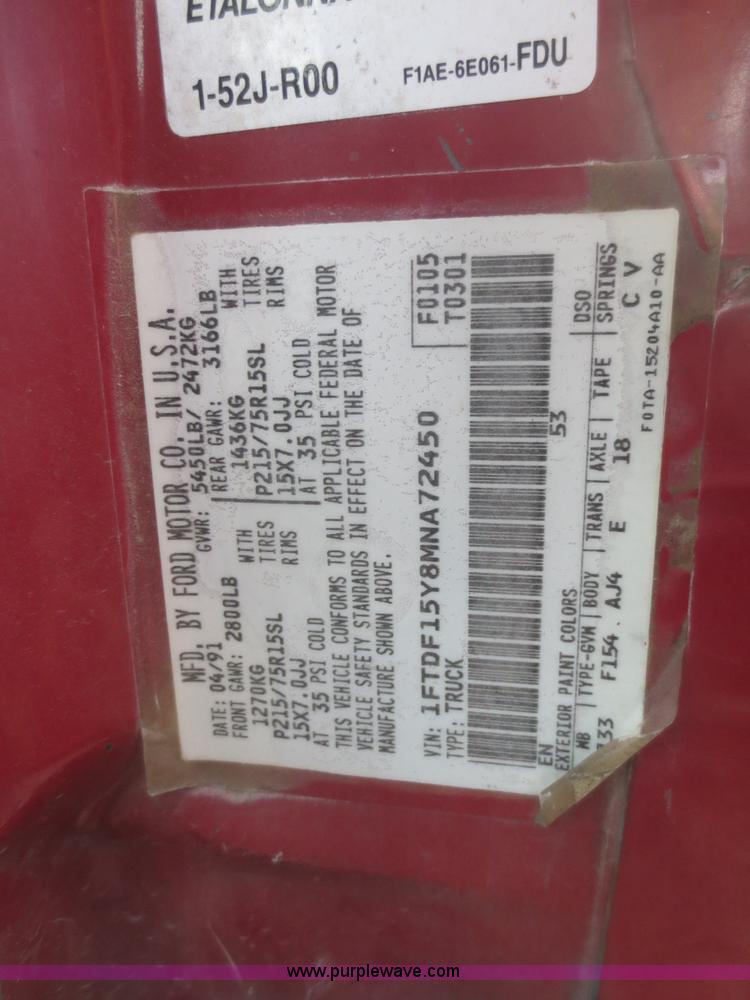 1-52J-R00 F1AE-6E061-FDU
MFD. BY FORD MOTOR CO. IN U.S.A.
DATE: 04/91 GVWR: 5450LB/ 2472KG
FRONT GAWR: 2800LB REAR GAWR: 3166LB
1270KG WITH 1436KG WITH
P215/75R15SL TIRES P215/75R15SL TIRES
15X7.0JJ RIMS 15X7.0JJ RIMS
AT 35 PSI COLD AT 35 PSI COLD
THIS VEHICLE CONFORMS TO ALL APPLICABLE FEDERAL MOTOR
VEHICLE SAFETY STANDARDS IN EFFECT ON THE DATE OF
MANUFACTURE SHOWN ABOVE.
VIN: 1FTDF15Y8MNA72450 F0105
TYPE: TRUCK T0301
EN 53
EXTERIOR PAINT COLORS DSO
WB TYPE-GVW BODY TRANS AXLE TAPE SPRINGS
133 F154 . AJ4 E 18 C V
F0TA-15204A10-AA
www.purplewave.com